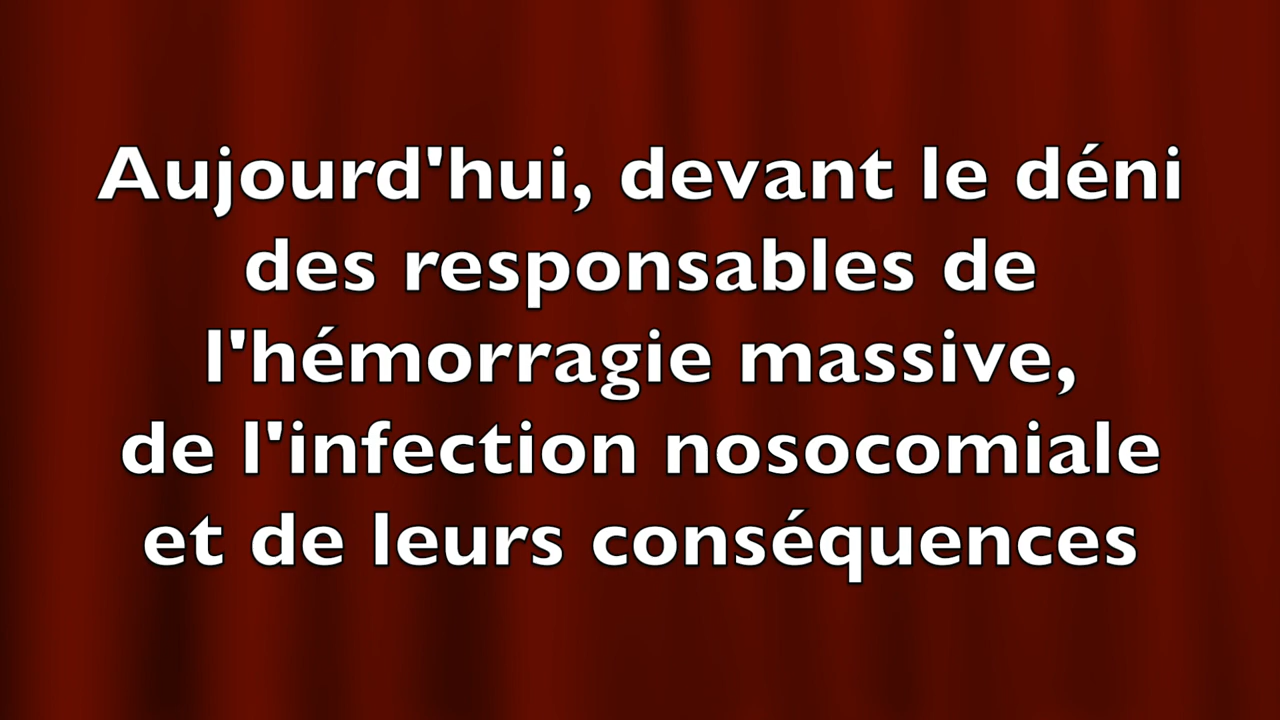 Aujourd'hui, devant le déni
des responsables de
l'hémorragie massive,
de l'infection nosocomiale
et de leurs conséquences